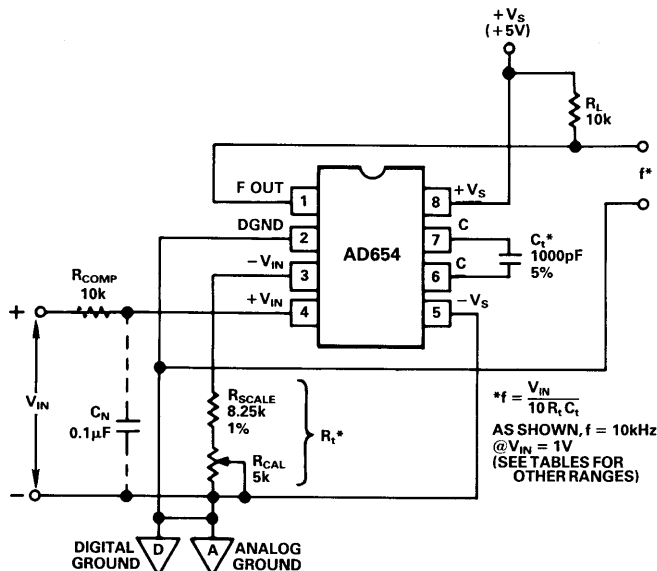 +VS
(+5V)
RL
10k
f*
F OUT
1
8
+VS
DGND
2
AD654
7
C
Ct*
1000pF
5%
−VIN
3
6
C
RCOMP
10k
+VIN
4
5
−VS
+
VIN
CN
0.1µF
RSCALE
8.25k
1%
Rt*
RCAL
5k
*f = VIN
10 Rt Ct
AS SHOWN, f = 10kHz
@VIN = 1V
(SEE TABLES FOR
OTHER RANGES)
−
DIGITAL
GROUND
D
A
ANALOG
GROUND